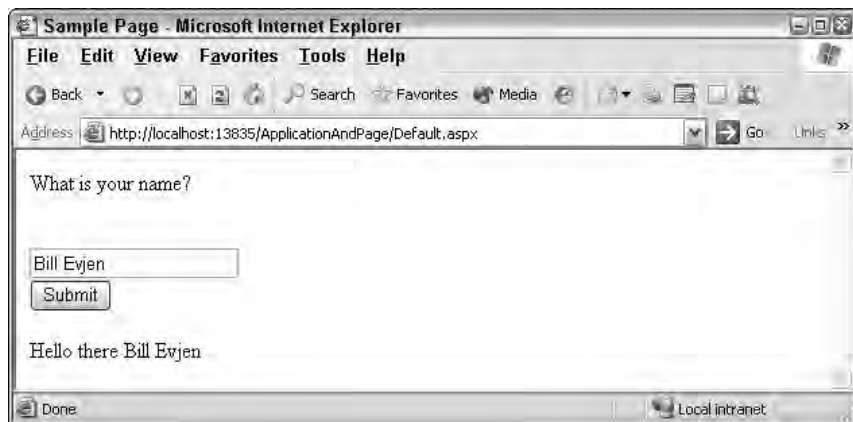 Sample Page - Microsoft Internet Explorer
File Edit View Favorites Tools Help
Back Search Favorites Media
Address http://localhost:13835/ApplicationAndPage/Default.aspx Go Links »
What is your name?
Bill Evjen
Submit
Hello there Bill Evjen
Done Local intranet